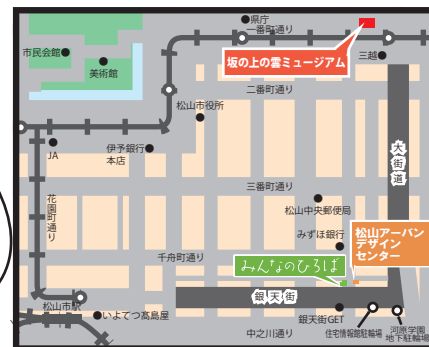 県庁
一番町通り
市民会館
美術館
坂の上の雲ミュージアム
三越
二番町通り
松山市役所
JA
伊予銀行
本店
大街道
三番町通り
花園町通り
松山中央郵便局
みずほ銀行
松山アーバン
デザイン
センター
千舟町通り
みんなのひろば
銀天街
松山市駅
いよてつ髙島屋
銀天街GET
中之川通り
住宅情報館駐輪場
河原学園
地下駐輪場